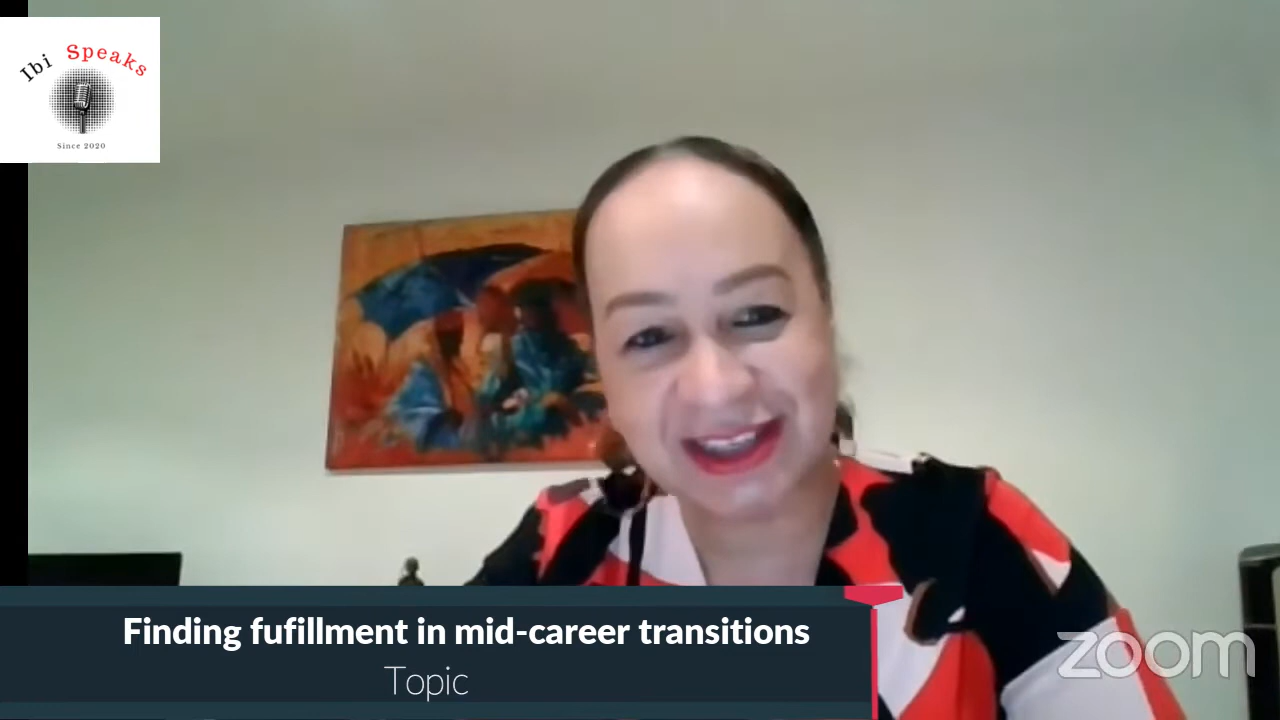 Ibi Speaks
Since 2020
Finding fufillment in mid-career transitions
Topic
zoom